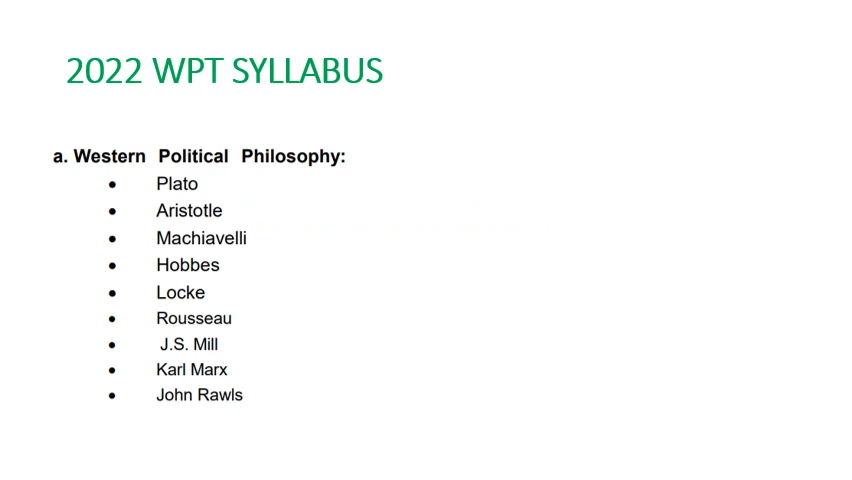 2022 WPT SYLLABUS
a. Western Political Philosophy:
• Plato
• Aristotle
• Machiavelli
• Hobbes
• Locke
• Rousseau
• J.S. Mill
• Karl Marx
• John Rawls